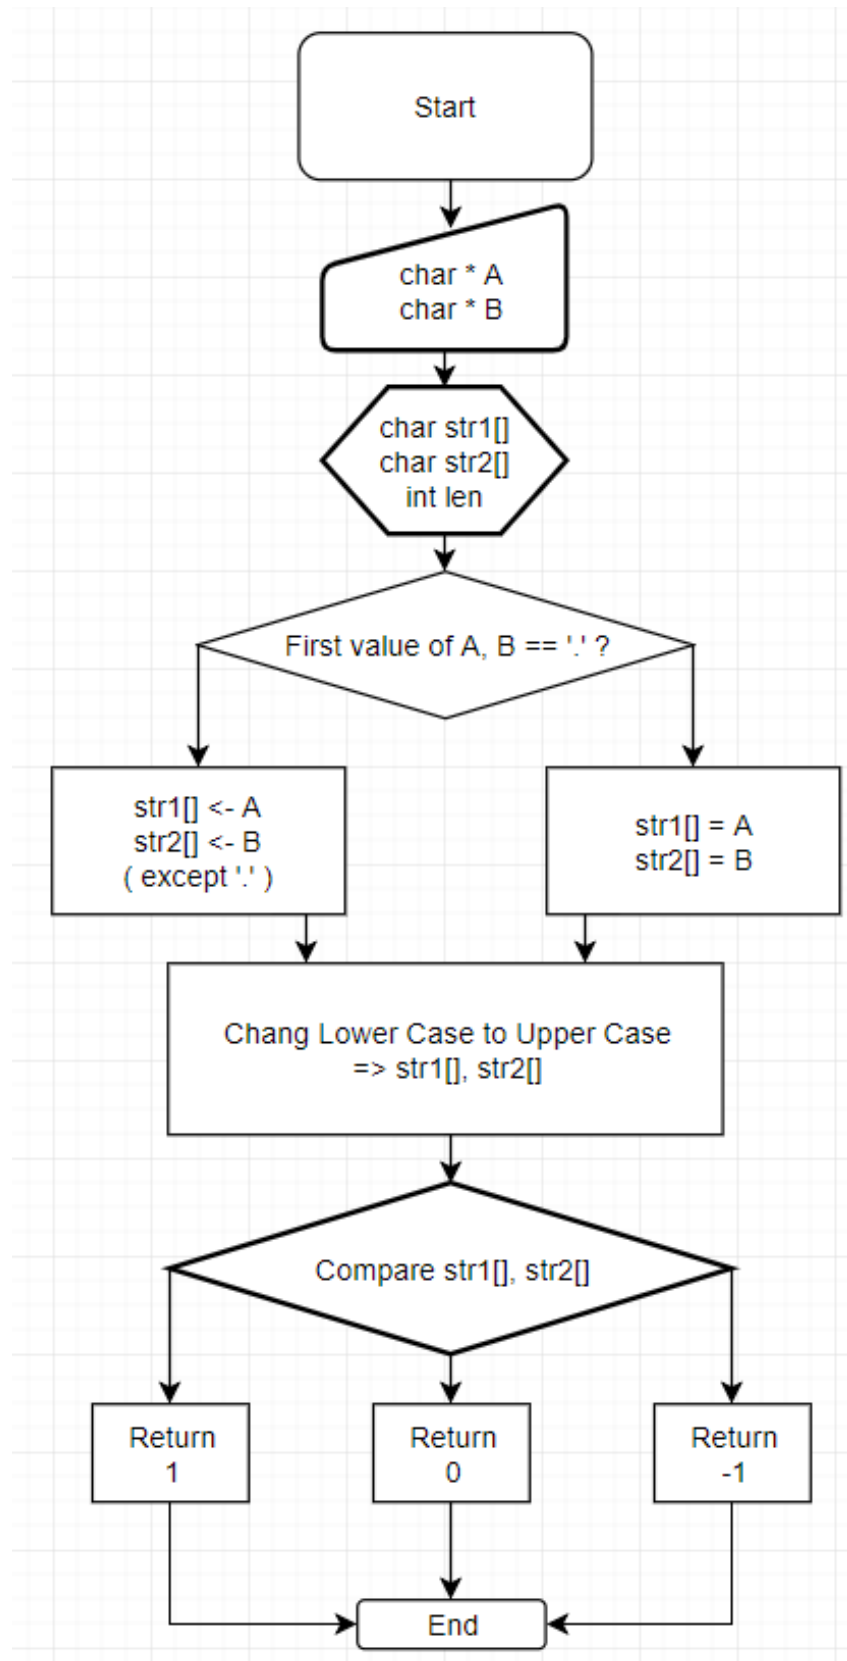 Start
char * A
char * B
char str1[]
char str2[]
int len
First value of A, B == '.' ?
str1[] <- A
str2[] <- B
( except '.' )
str1[] = A
str2[] = B
Chang Lower Case to Upper Case
=> str1[], str2[]
Compare str1[], str2[]
Return
1
Return
0
Return
-1
End